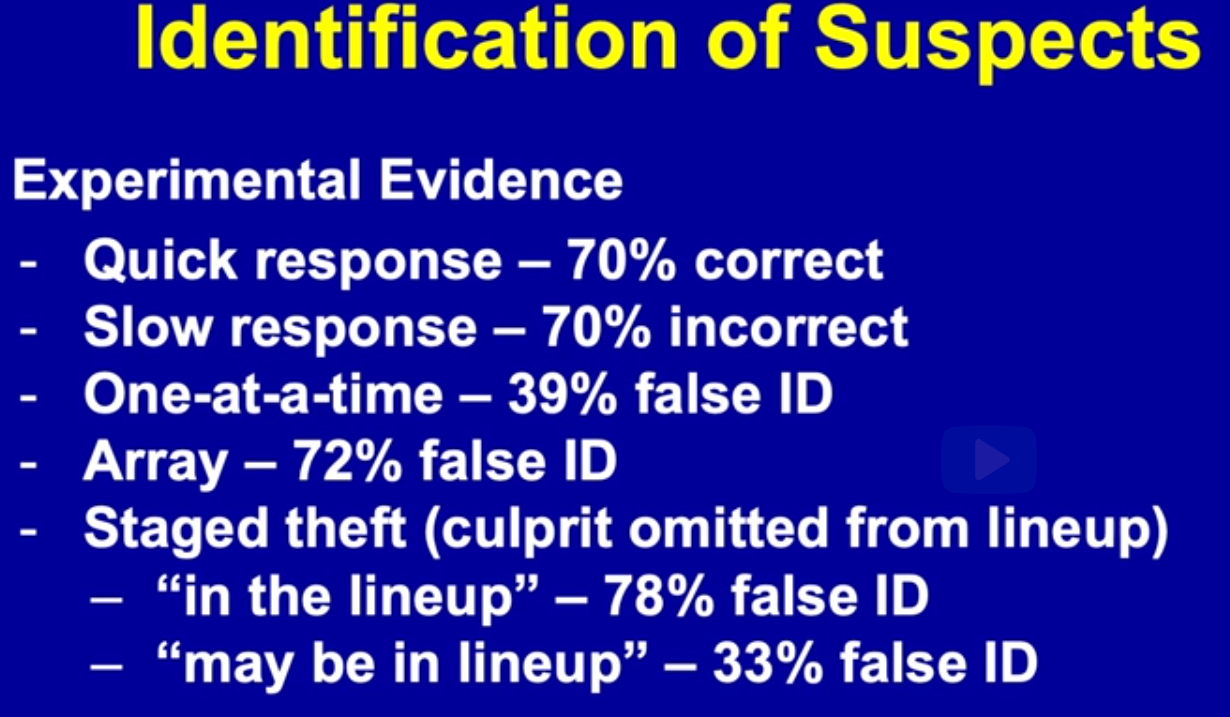 Identification of Suspects
Experimental Evidence
- Quick response – 70% correct
- Slow response – 70% incorrect
- One-at-a-time – 39% false ID
- Array – 72% false ID
- Staged theft (culprit omitted from lineup)
– “in the lineup” – 78% false ID
– “may be in lineup” – 33% false ID